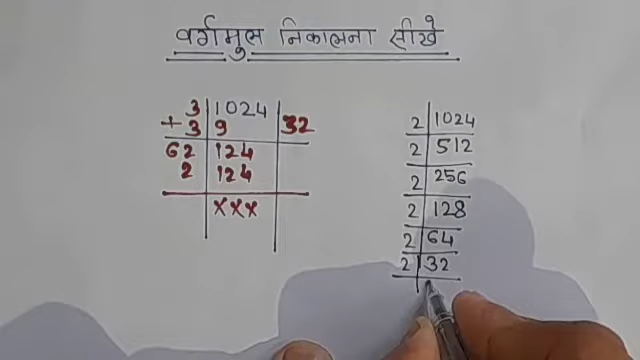 वर्गमुल निकालना सीखे
3 | 1024 |
+ 3 | 9 | 32
62 | 124
2 | 124
xxx
2 | 1024
2 | 512
2 | 256
2 | 128
2 | 64
2 | 32